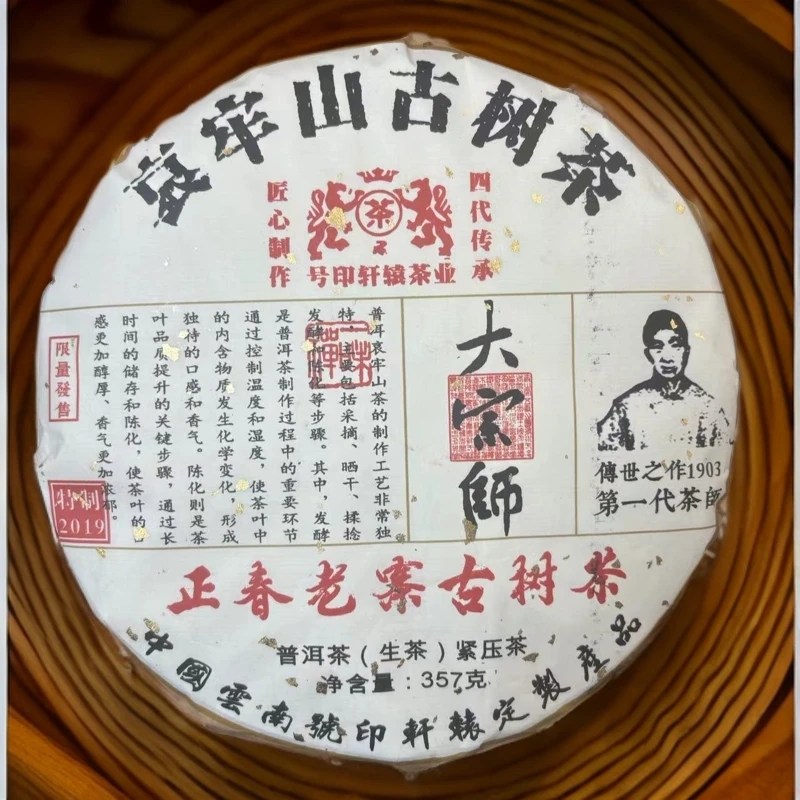 哀牢山古树茶
匠心制作
四代传承
茶
号印轩辕茶业
普洱哀牢山茶的制作工艺非常独
特，主要包括采摘、晒干、揉捻
发酵和陈化等步骤。其中，发酵
是普洱茶制作过程中的重要环节
通过控制温度和湿度，使茶叶中
的内含物质发生化学变化，形成
独特的口感和香气。陈化则是茶
叶品质提升的关键步骤，通过长
时间的储存和陈化，使茶叶的口
感更加醇厚、香气更加浓郁。
限量發售
特制
2019
大宗師
傳世之作1903
第一代茶師
正春老寨古树茶
普洱茶（生茶）紧压茶
净含量：357克
中國雲南號印軒轅定製產品